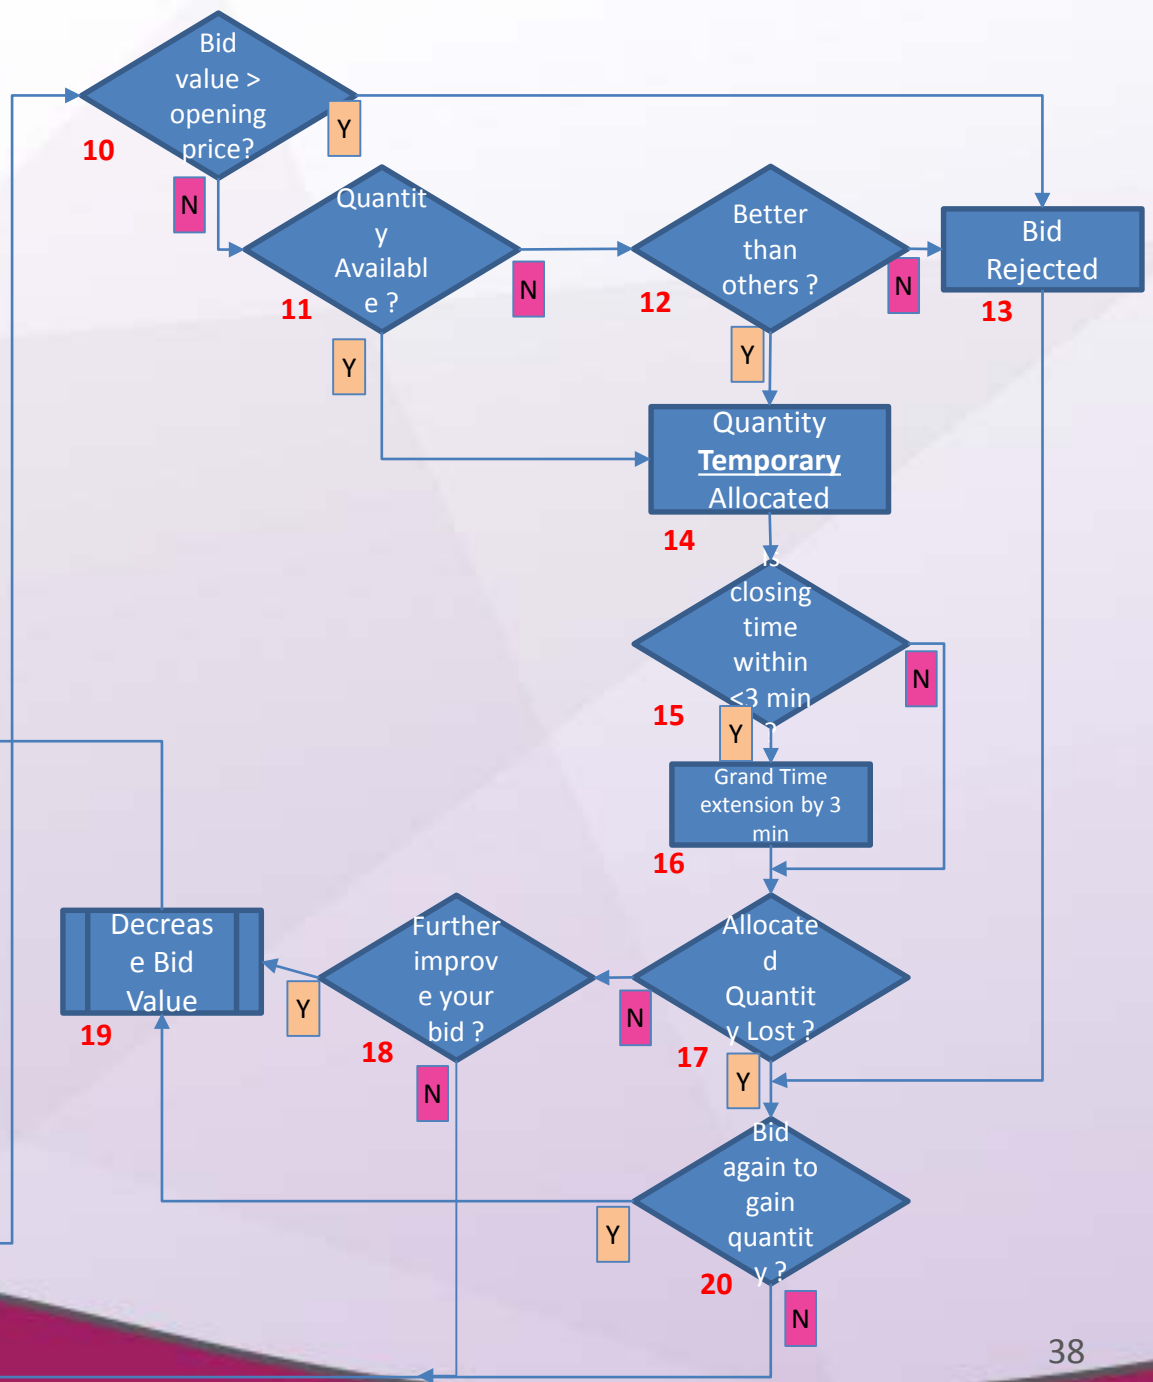 Bid
value >
opening
price?
10
Y
N
Quantit
y
Availabl
e ?
11
N
Y
Better
than
others ?
12
N
Y
Bid
Rejected
13
Quantity
Temporary
Allocated
14
Is
closing
time
within
<3 min
?
15
N
Y
Grand Time
extension by 3
min
16
Allocate
d
Quantit
y Lost ?
17
N
Y
Further
improv
e your
bid ?
18
Y
N
Decreas
e Bid
Value
19
Bid
again to
gain
quantit
y ?
20
Y
N
38